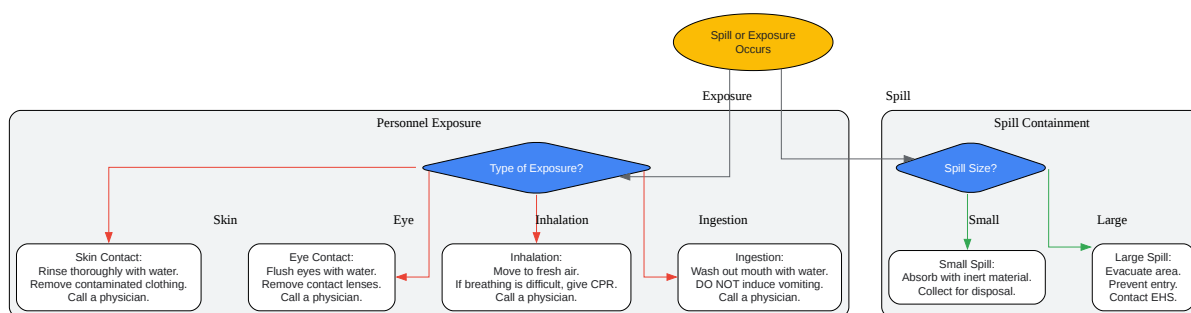 Spill or Exposure
Occurs
Exposure
Spill
Personnel Exposure
Spill Containment
Type of Exposure?
Spill Size?
Skin
Eye
Inhalation
Ingestion
Small
Large
Skin Contact:
Rinse thoroughly with water.
Remove contaminated clothing.
Call a physician.
Eye Contact:
Flush eyes with water.
Remove contact lenses.
Call a physician.
Inhalation:
Move to fresh air.
If breathing is difficult, give CPR.
Call a physician.
Ingestion:
Wash out mouth with water.
DO NOT induce vomiting.
Call a physician.
Small Spill:
Absorb with inert material.
Collect for disposal.
Large Spill:
Evacuate area.
Prevent entry.
Contact EHS.